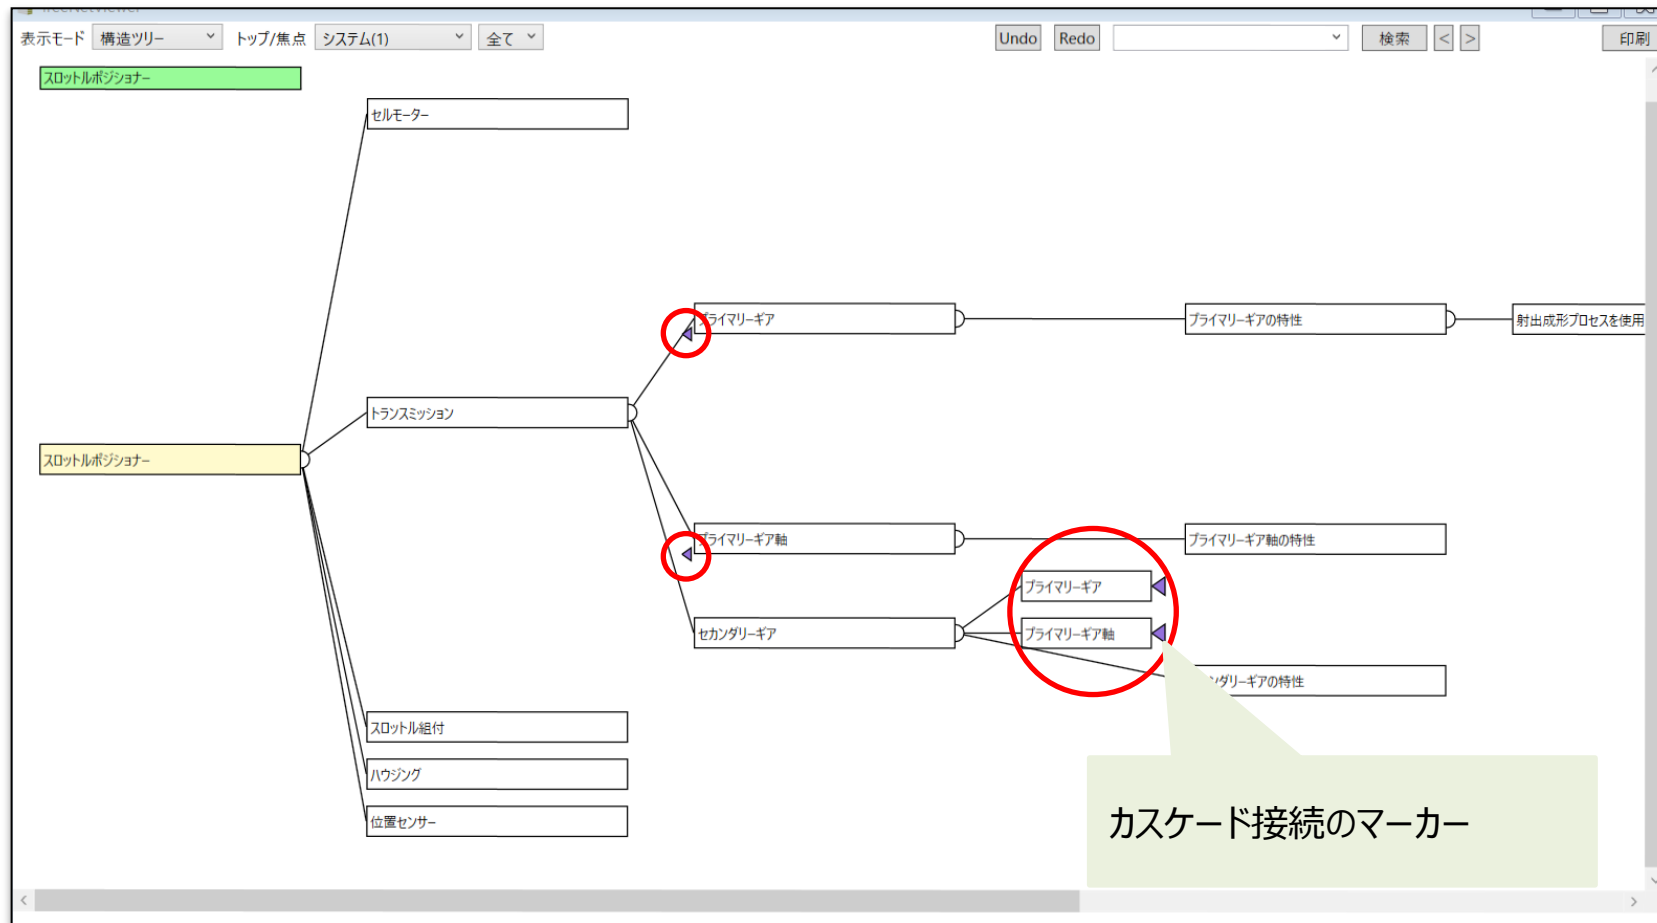 表示モード 構造ツリー トップ/焦点 システム(1) 全て Undo Redo 検索 < > 印刷
スロットルポジショナー
セルモーター
プライマリーギア プライマリーギアの特性 射出成形プロセスを使用
トランスミッション
スロットルポジショナー
プライマリーギア軸 プライマリーギア軸の特性
プライマリーギア
セカンダリーギア プライマリーギア軸
ンダリーギアの特性
スロットル組付
ハウジング
位置センサー
カスケード接続のマーカー